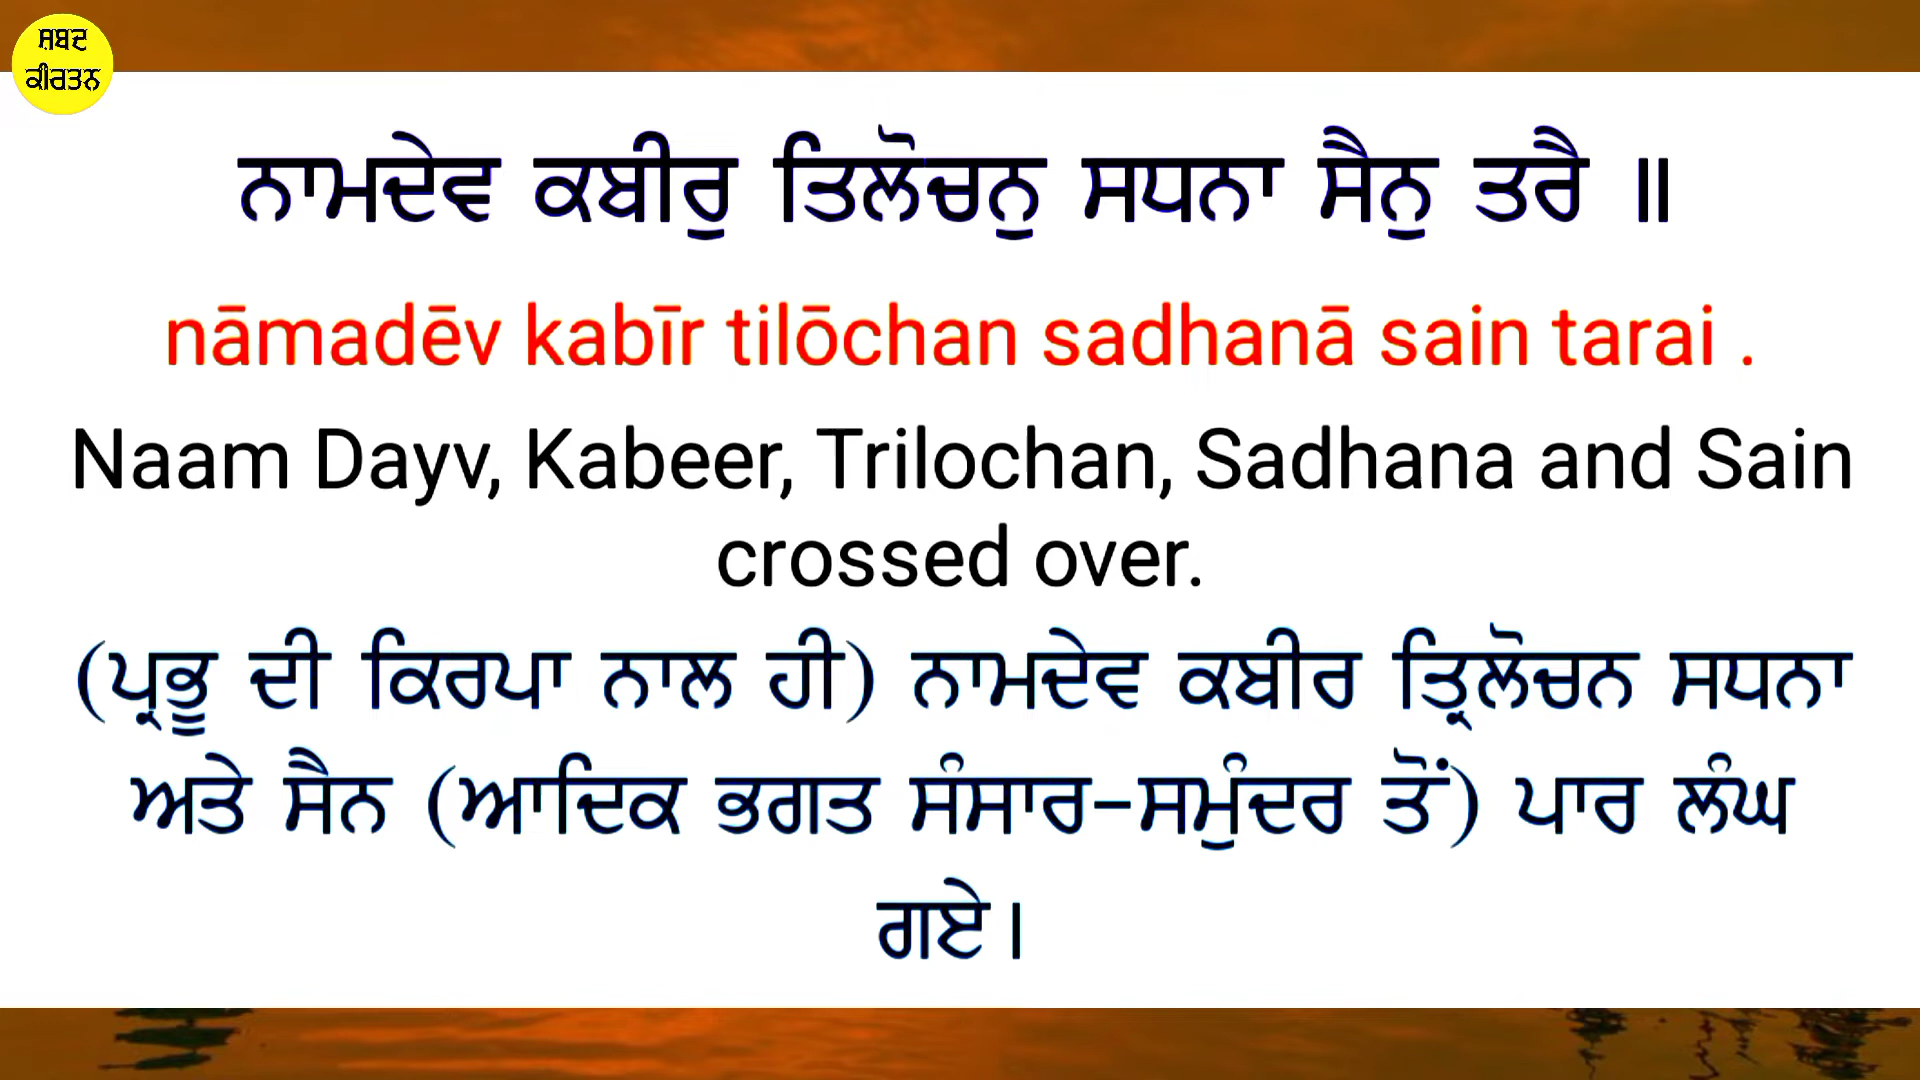 ਸ਼ਬਦ
ਕੀਰਤਨ
ਨਾਮਦੇਵ ਕਬੀਰੁ ਤਿਲੋਚਨੁ ਸਧਨਾ ਸੈਨੁ ਤਰੈ ॥
nāmadēv kabīr tilōchan sadhanā sain tarai .
Naam Dayv, Kabeer, Trilochan, Sadhana and Sain
crossed over.
(ਪ੍ਰਭੂ ਦੀ ਕਿਰਪਾ ਨਾਲ ਹੀ) ਨਾਮਦੇਵ ਕਬੀਰ ਤ੍ਰਿਲੋਚਨ ਸਧਨਾ
ਅਤੇ ਸੈਨ (ਆਦਿਕ ਭਗਤ ਸੰਸਾਰ-ਸਮੁੰਦਰ ਤੋਂ) ਪਾਰ ਲੰਘ
ਗਏ।